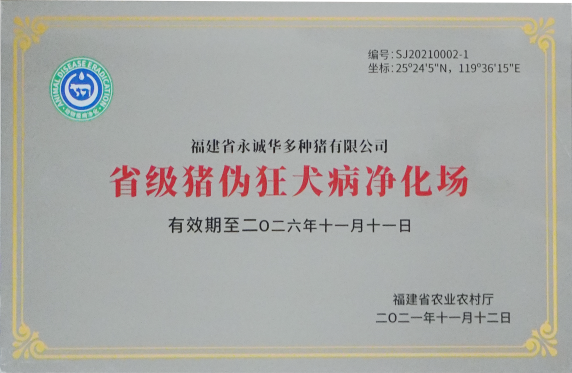 编号:SJ20210002-1
坐标:25°24'5"N，119°36'15"E
ANIMAL DISEASE ERADICATION
福建省永诚华多种猪有限公司
省级猪伪狂犬病净化场
有效期至二〇二六年十一月十一日
福建省农业农村厅
二〇二一年十一月十二日